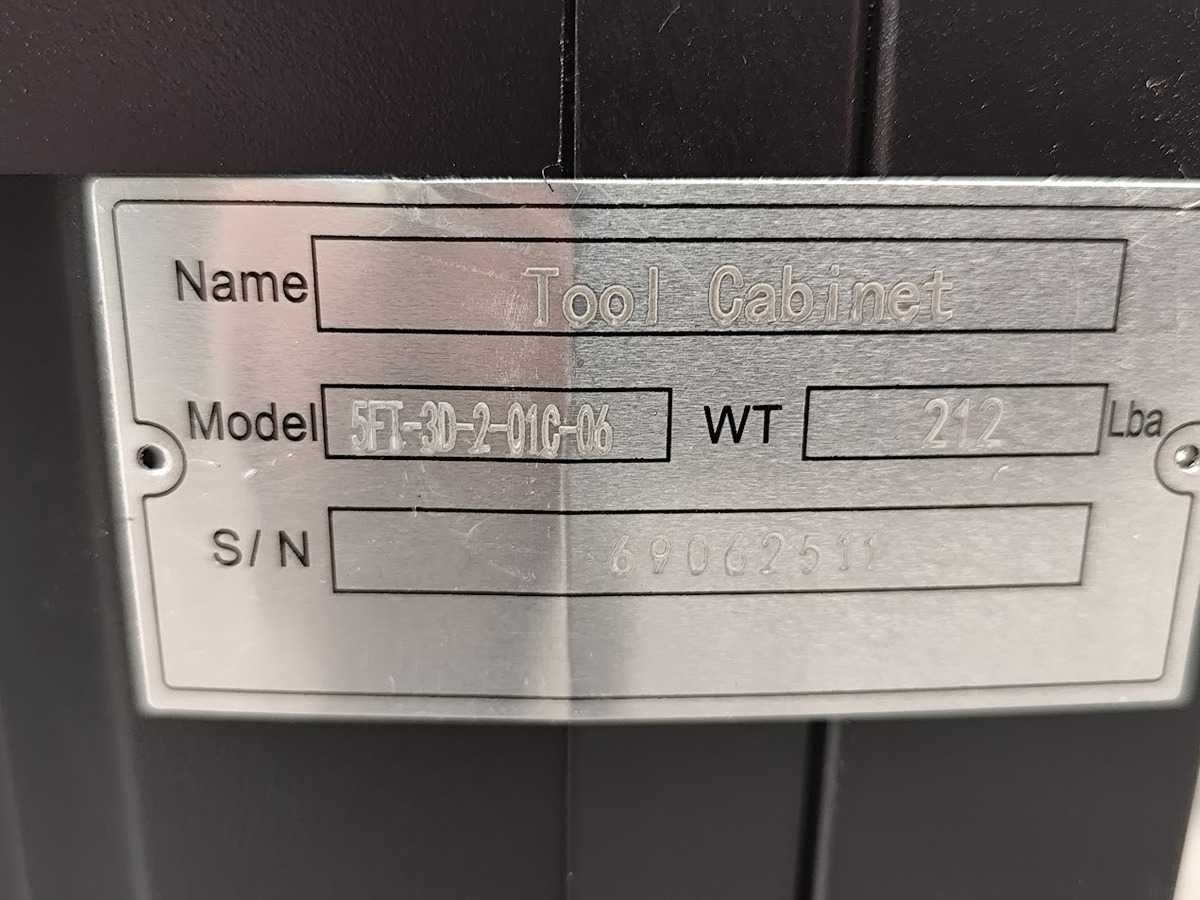 Name Tool Cabinet
Model 5FT-3D-2-01C-06 WT 212 Lba
S/N 69062511